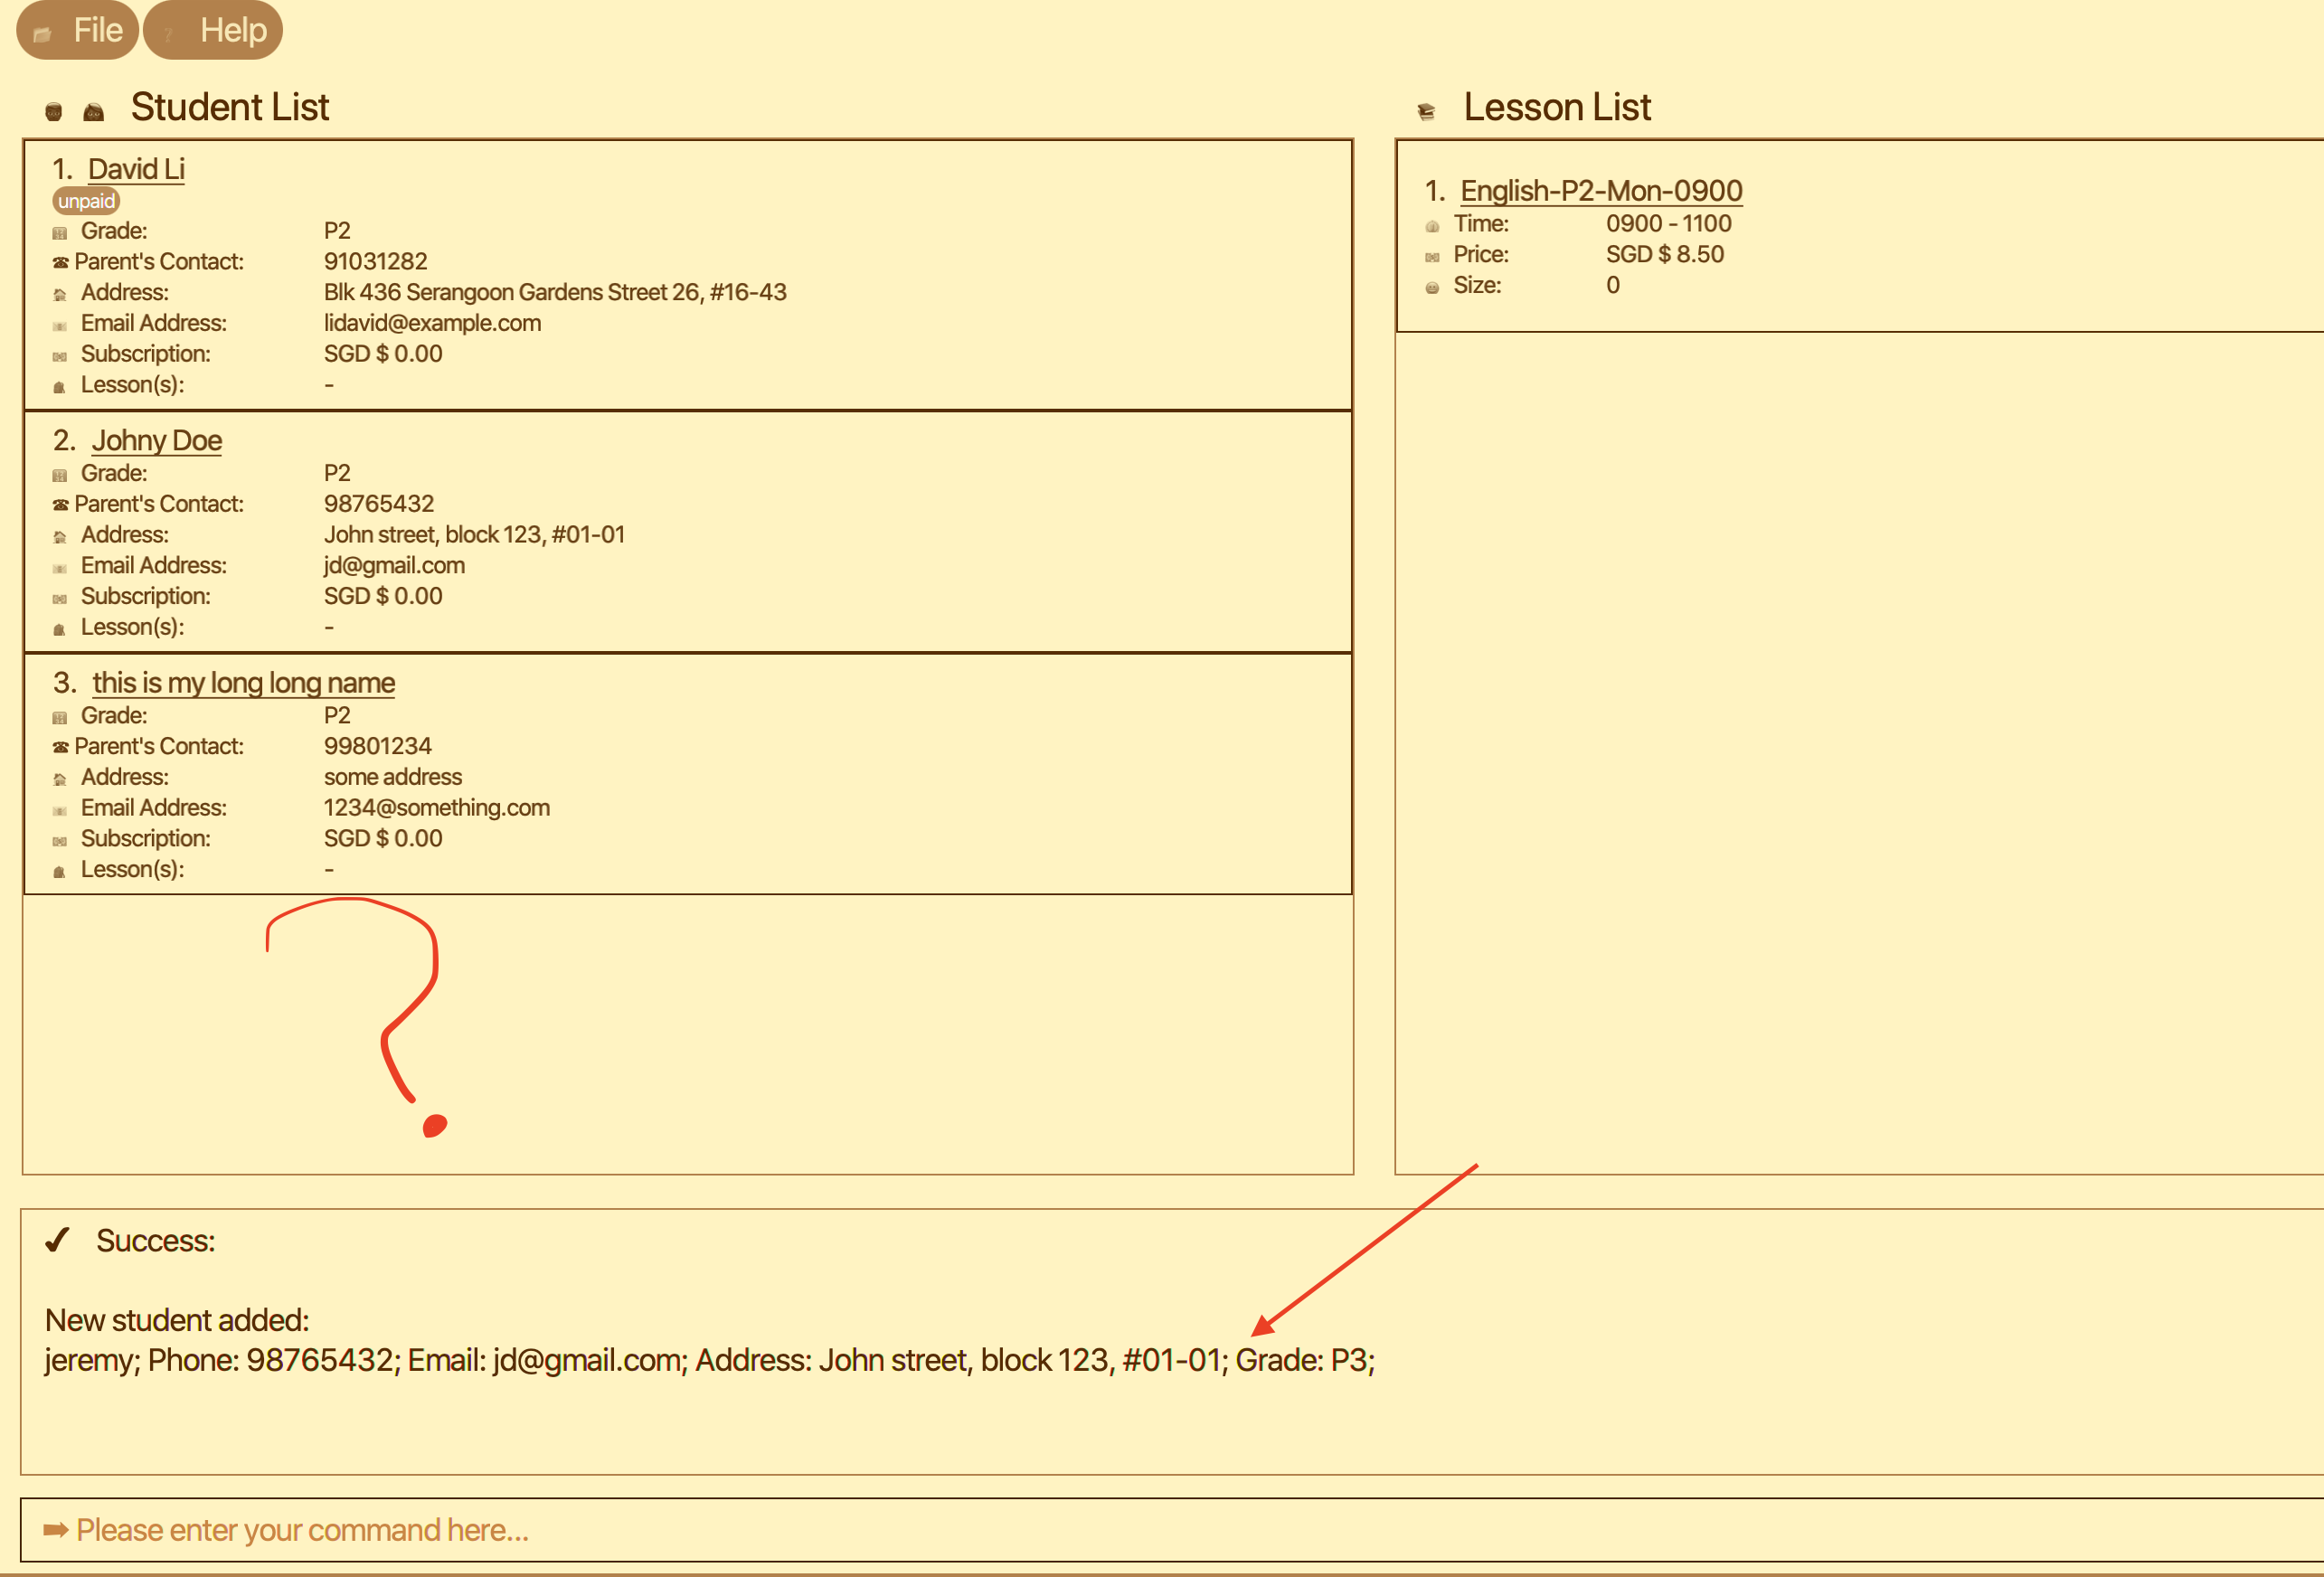 File Help
Student List
1. David Li
unpaid
Grade: P2
Parent's Contact: 91031282
Address: Blk 436 Serangoon Gardens Street 26, #16-43
Email Address: lidavid@example.com
Subscription: SGD $ 0.00
Lesson(s): -
2. Johny Doe
Grade: P2
Parent's Contact: 98765432
Address: John street, block 123, #01-01
Email Address: jd@gmail.com
Subscription: SGD $ 0.00
Lesson(s): -
3. this is my long long name
Grade: P2
Parent's Contact: 99801234
Address: some address
Email Address: 1234@something.com
Subscription: SGD $ 0.00
Lesson(s): -
?
Lesson List
1. English-P2-Mon-0900
Time: 0900 - 1100
Price: SGD $ 8.50
Size: 0
✔ Success:
New student added:
jeremy; Phone: 98765432; Email: jd@gmail.com; Address: John street, block 123, #01-01; Grade: P3;
➡ Please enter your command here...